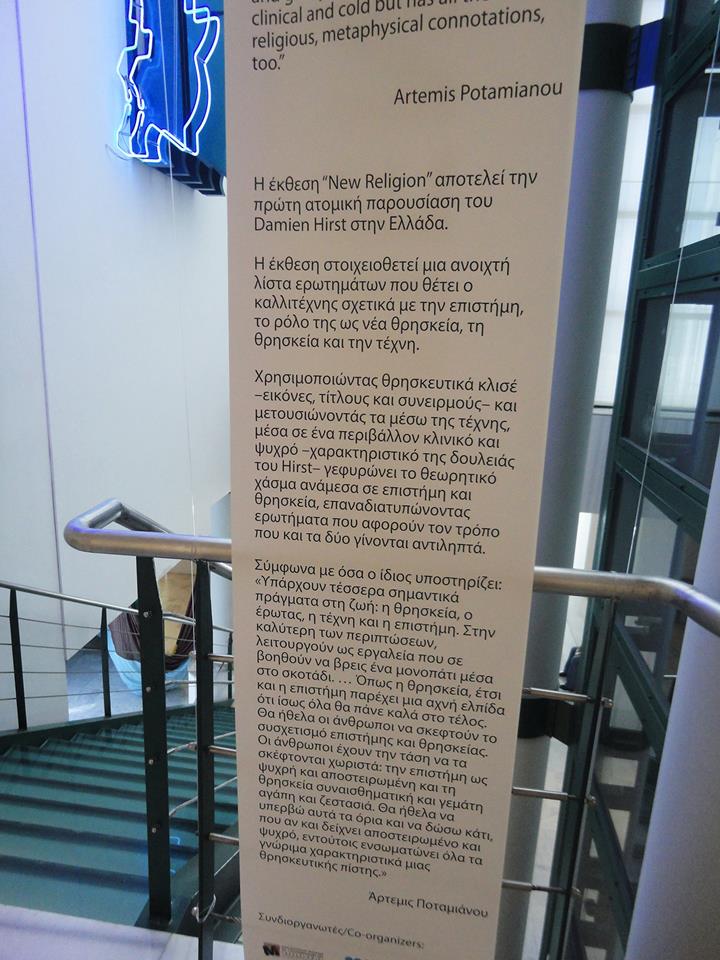 clinical and cold but has all the
religious, metaphysical connotations,
too.”
Artemis Potamianou
Η έκθεση “New Religion” αποτελεί την
πρώτη ατομική παρουσίαση του
Damien Hirst στην Ελλάδα.
Η έκθεση στοιχειοθετεί μια ανοιχτή
λίστα ερωτημάτων που θέτει ο
καλλιτέχνης σχετικά με την επιστήμη,
το ρόλο της ως νέα θρησκεία, τη
θρησκεία και την τέχνη.
Χρησιμοποιώντας θρησκευτικά κλισέ
–εικόνες, τίτλους και συνειρμούς– και
μετουσιώνοντάς τα μέσω της τέχνης,
μέσα σε ένα περιβάλλον κλινικό και
ψυχρό –χαρακτηριστικό της δουλειάς
του Hirst– γεφυρώνει το θεωρητικό
χάσμα ανάμεσα σε επιστήμη και
θρησκεία, επαναδιατυπώνοντας
ερωτήματα που αφορούν τον τρόπο
που και τα δύο γίνονται αντιληπτά.
Σύμφωνα με όσα ο ίδιος υποστηρίζει:
«Υπάρχουν τέσσερα σημαντικά
πράγματα στη ζωή: η θρησκεία, ο
έρωτας, η τέχνη και η επιστήμη. Στην
καλύτερη των περιπτώσεων,
λειτουργούν ως εργαλεία που σε
βοηθούν να βρεις ένα μονοπάτι μέσα
στο σκοτάδι. … Όπως η θρησκεία, έτσι
και η επιστήμη παρέχει μια αχνή ελπίδα
ότι ίσως όλα θα πάνε καλά στο τέλος.
Θα ήθελα οι άνθρωποι να σκεφτούν το
συσχετισμό επιστήμης και θρησκείας.
Οι άνθρωποι έχουν την τάση να τα
σκέφτονται χωριστά: την επιστήμη ως
ψυχρή και αποστειρωμένη και τη
θρησκεία συναισθηματική και γεμάτη
αγάπη και ζεστασιά. Θα ήθελα να
υπερβώ αυτά τα όρια και να δώσω κάτι,
που αν και δείχνει αποστειρωμένο και
ψυχρό, εντούτοις ενσωματώνει όλα τα
γνώριμα χαρακτηριστικά μιας
θρησκευτικής πίστης.»
Άρτεμις Ποταμιάνου
Συνδιοργανωτές/Co-organizers: